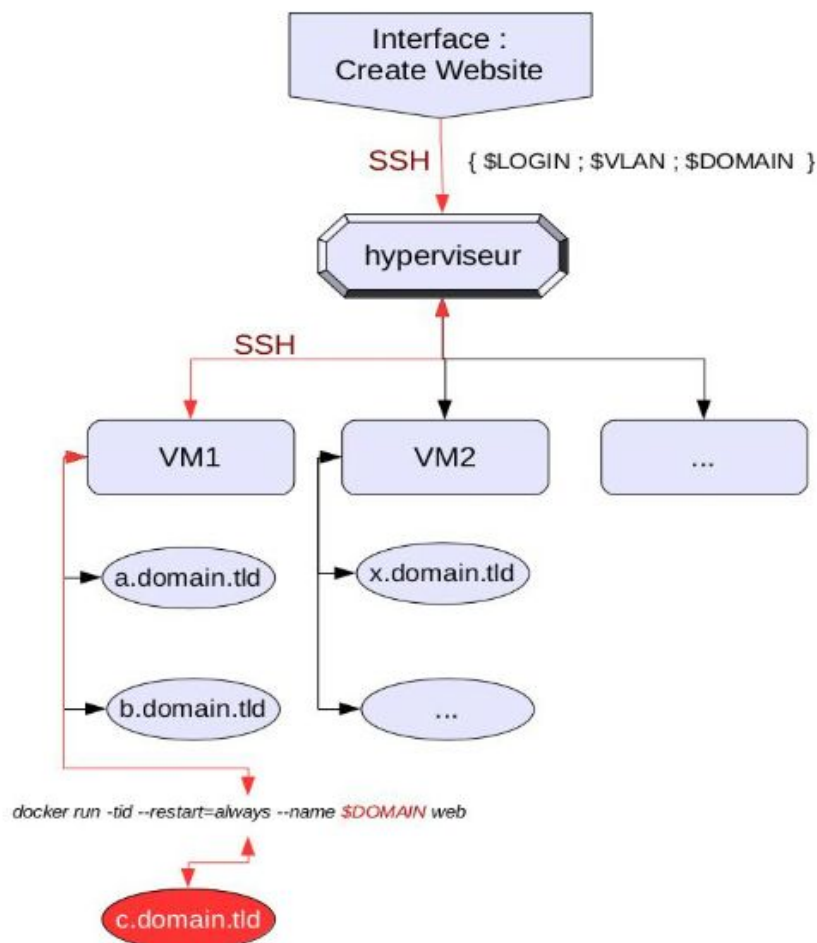 Interface :
Create Website
SSH { $LOGIN ; $VLAN ; $DOMAIN }
hyperviseur
SSH
VM1 VM2 ...
a.domain.tld x.domain.tld
b.domain.tld ...
docker run -tid --restart=always --name $DOMAIN web
c.domain.tld